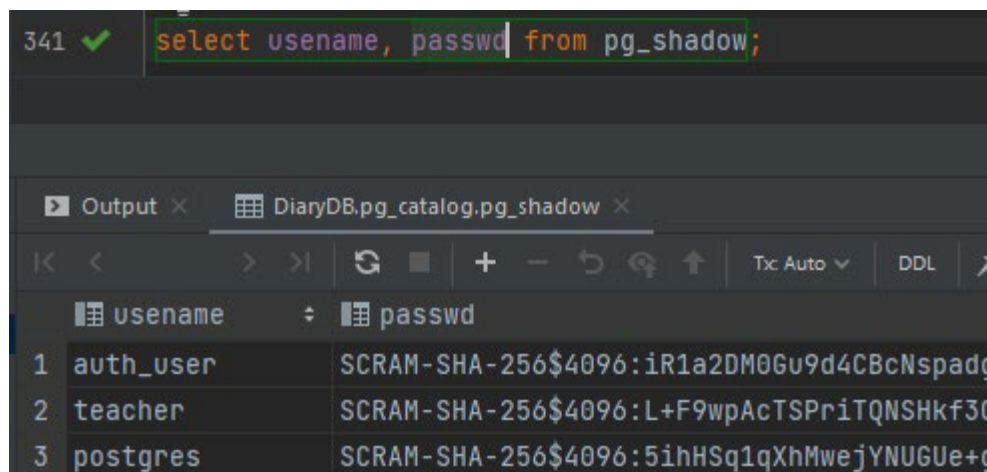 341 select usename, passwd from pg_shadow;
Output DiaryDB.pg_catalog.pg_shadow
Tx: Auto DDL
usename passwd
1 auth_user SCRAM-SHA-256$4096:iR1a2DM0Gu9d4CBcNspadg
2 teacher SCRAM-SHA-256$4096:L+F9wpAcTSPriTQNSHkf3
3 postgres SCRAM-SHA-256$4096:5ihHSq1qXhMwejYNUGUe+